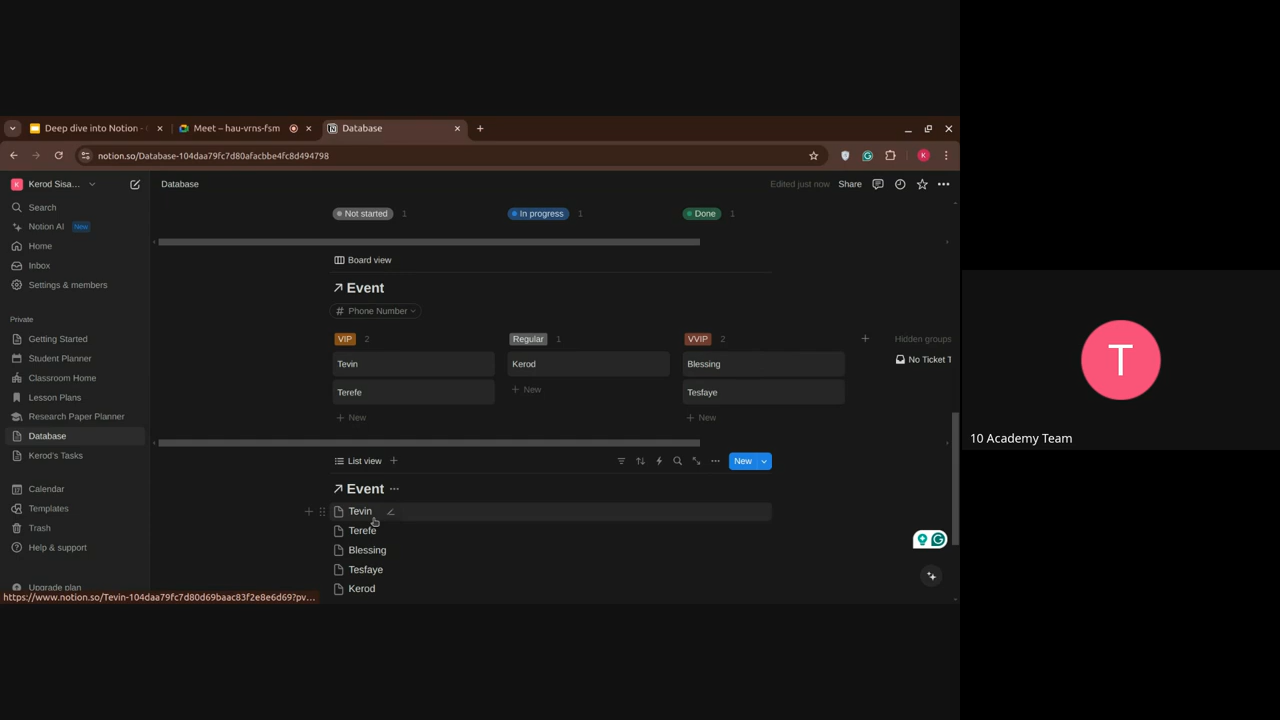 Deep dive into Notion -
Meet – hau-vrns-fsm
Database
notion.so/Database-104daa79fc7d80afacbbe4fc8d494798
K
K
Kerod Sisa...
Database
Edited just now
Share
Search
Notion AI
New
Home
Inbox
Settings & members
Private
Getting Started
Student Planner
Classroom Home
Lesson Plans
Research Paper Planner
Database
Kerod's Tasks
Calendar
Templates
Trash
Help & support
Upgrade plan
https://www.notion.so/Tevin-104daa79fc7d80d69baac83f2e8e6d69?pv...
Not started
1
In progress
1
Done
1
Board view
Event
# Phone Number
VIP
2
Regular
1
VVIP
2
Hidden groups
Tevin
Kerod
Blessing
No Ticket T
Terefe
New
Tesfaye
New
New
List view
New
Event
Tevin
Terefe
Blessing
Tesfaye
Kerod
T
10 Academy Team